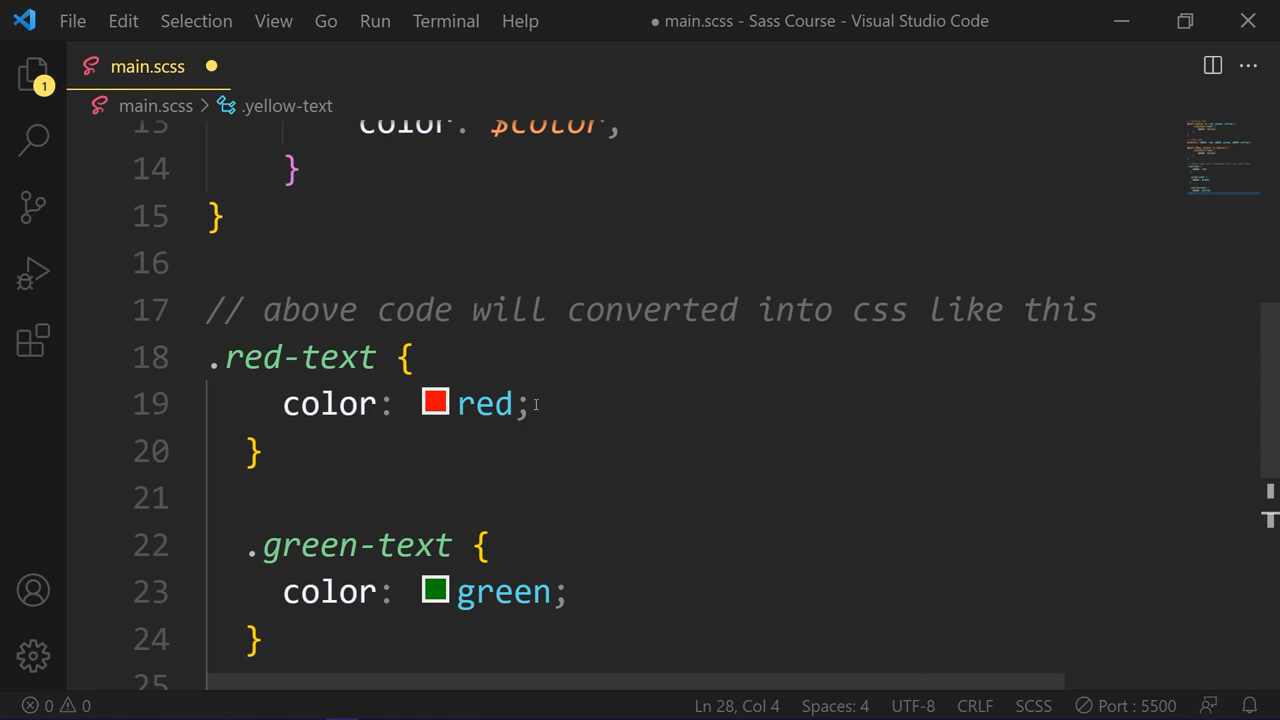 File Edit Selection View Go Run Terminal Help ● main.scss - Sass Course - Visual Studio Code
main.scss
1
main.scss > .yellow-text
13 color: $color;
14 }
15 }
16
17 // above code will converted into css like this
18 .red-text {
19 color: red;
20 }
21
22 .green-text {
23 color: green;
24 }
25
0 0 Ln 28, Col 4 Spaces: 4 UTF-8 CRLF SCSS Port : 5500